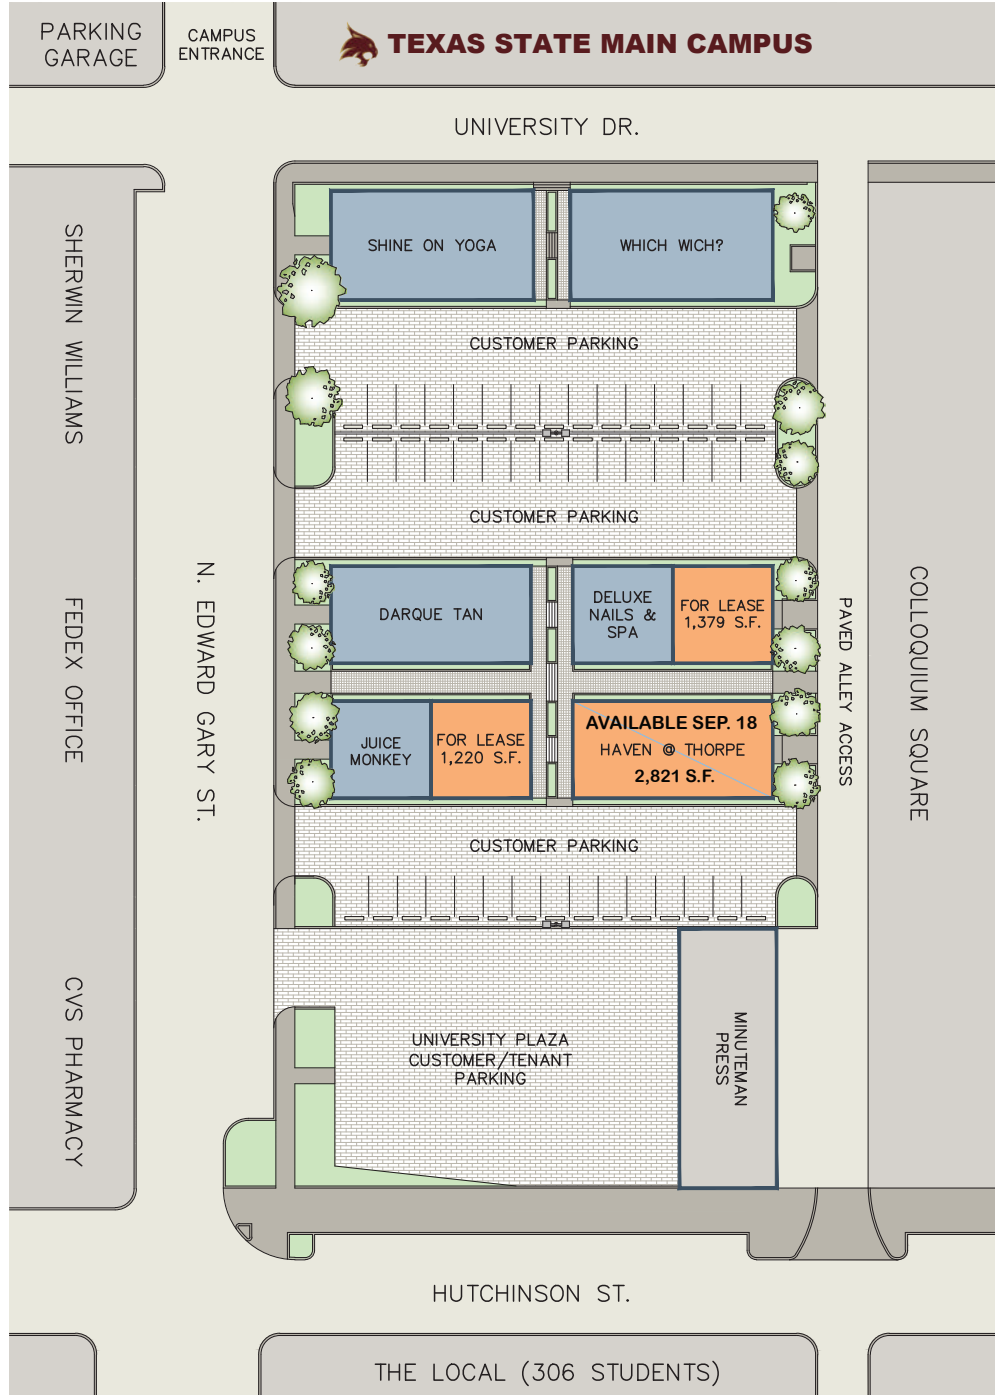 PARKING
GARAGE
CAMPUS
ENTRANCE
TEXAS STATE MAIN CAMPUS
UNIVERSITY DR.
SHERWIN WILLIAMS
SHINE ON YOGA
WHICH WICH?
CUSTOMER PARKING
CUSTOMER PARKING
FEDEX OFFICE
N. EDWARD GARY ST.
DARQUE TAN
DELUXE
NAILS &
SPA
FOR LEASE
1,379 S.F.
PAVED ALLEY ACCESS
COLLOQUIUM SQUARE
JUICE
MONKEY
FOR LEASE
1,220 S.F.
AVAILABLE SEP. 18
HAVEN @ THORPE
2,821 S.F.
CUSTOMER PARKING
CVS PHARMACY
UNIVERSITY PLAZA
CUSTOMER/TENANT
PARKING
MINUTEMAN
PRESS
HUTCHINSON ST.
THE LOCAL (306 STUDENTS)